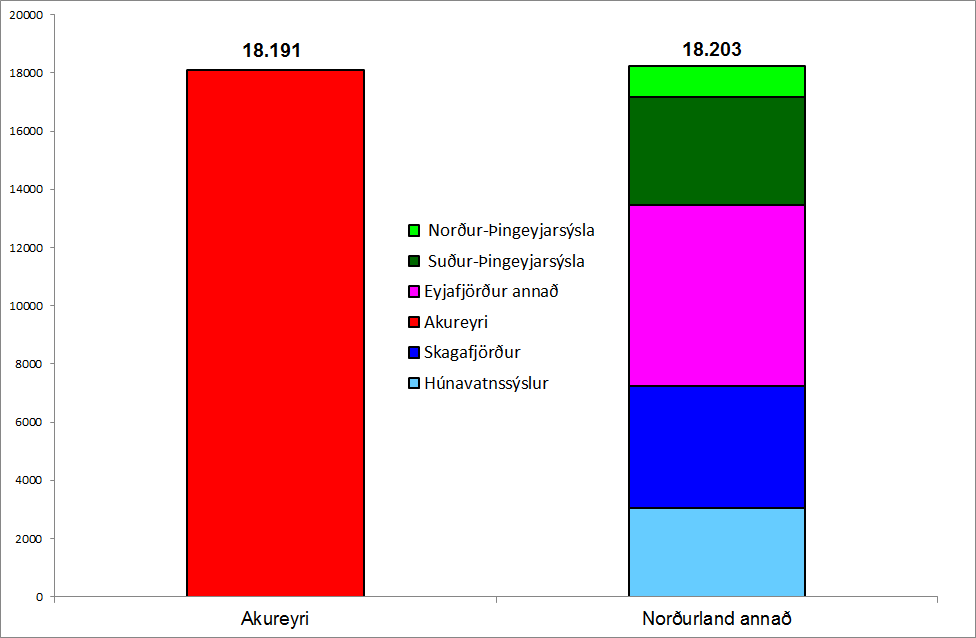 20000
18000
16000
14000
12000
10000
8000
6000
4000
2000
0
18.191
18.203
Norður-Þingeyjarsýsla
Suður-Þingeyjarsýsla
Eyjafjörður annað
Akureyri
Skagafjörður
Húnavatnssýslur
Akureyri
Norðurland annað